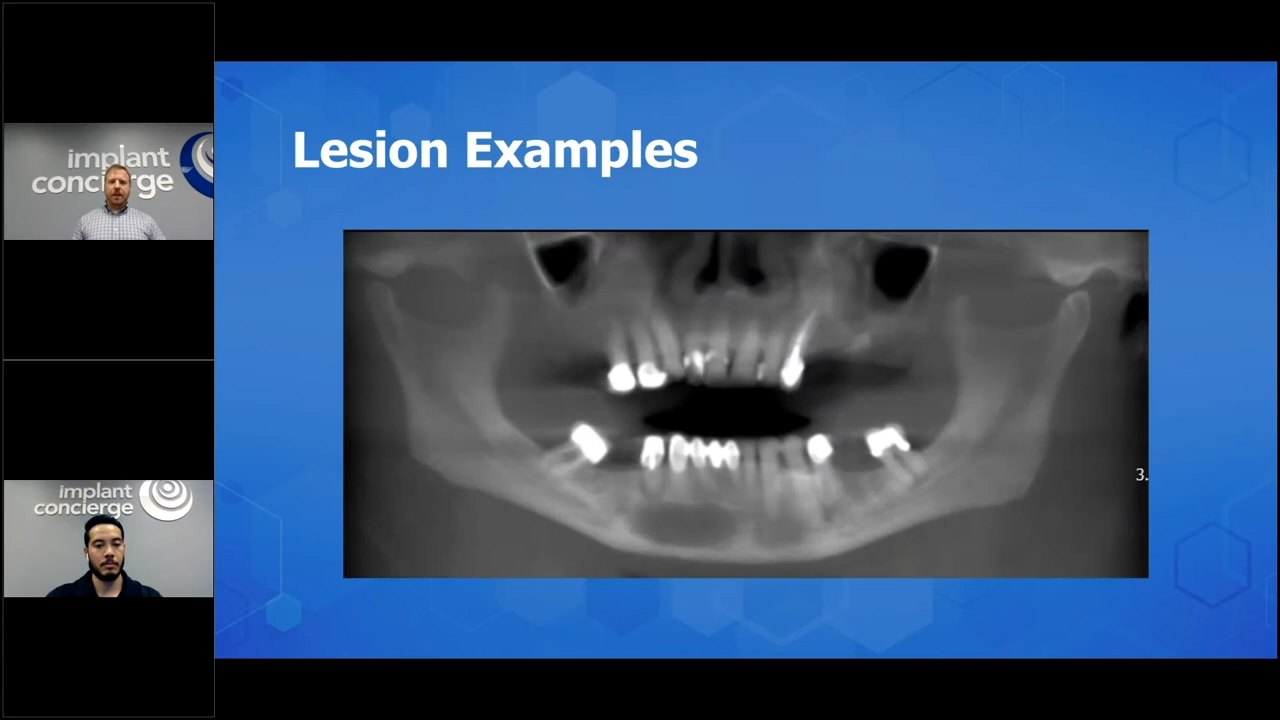 implant
concierge
Lesion Examples
3.
implant
concierge